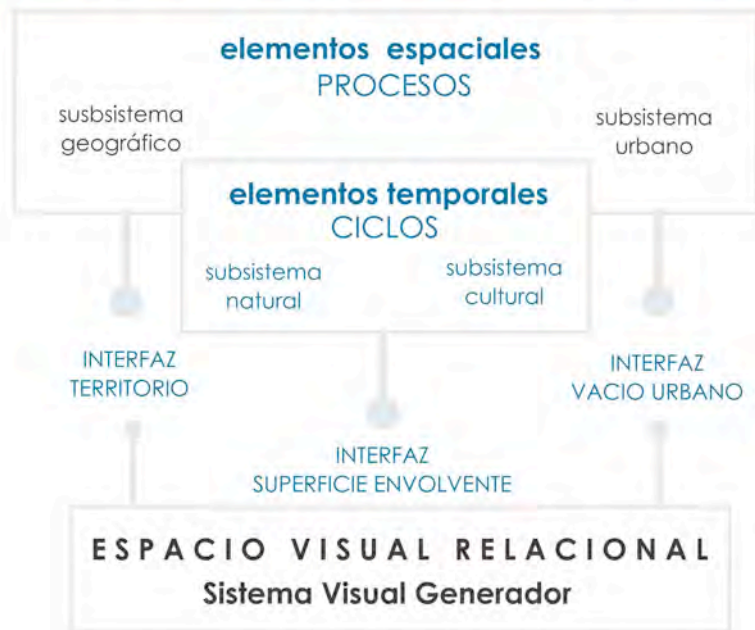 elementos espaciales
PROCESOS
susbsistema
geográfico
subsistema
urbano
elementos temporales
CICLOS
subsistema
natural
subsistema
cultural
INTERFAZ
TERRITORIO
INTERFAZ
VACIO URBANO
INTERFAZ
SUPERFICIE ENVOLVENTE
ESPACIO VISUAL RELACIONAL
Sistema Visual Generador